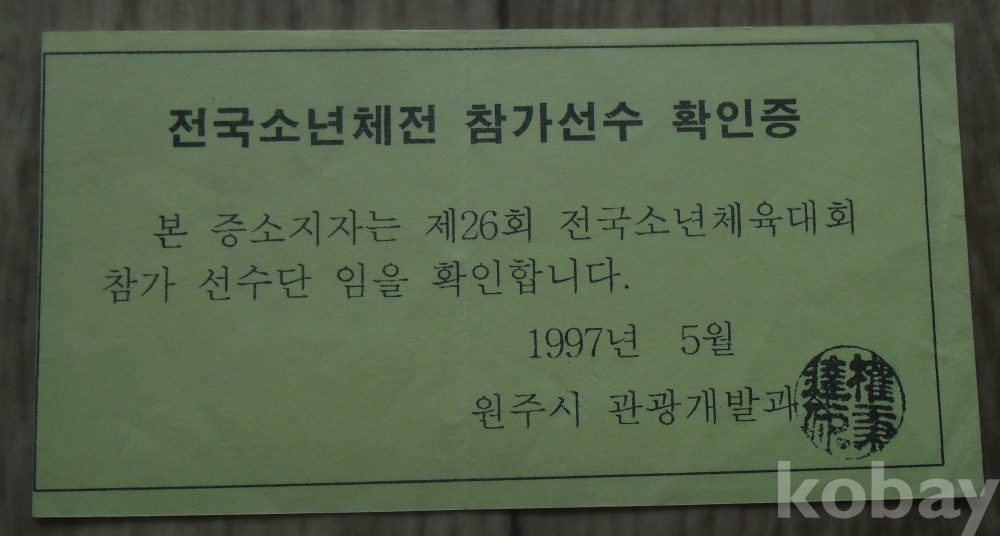 전국소년체전 참가선수 확인증
본 증소지자는 제26회 전국소년체육대회
참가 선수단 임을 확인합니다.
1997년 5월
원주시 관광개발과
kobay